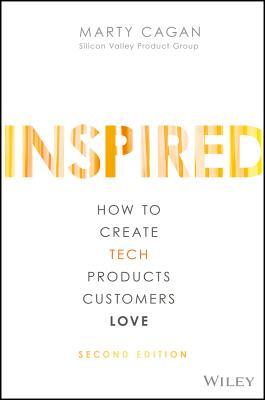 MARTY CAGAN
Silicon Valley Product Group
INSPIRED
HOW TO
CREATE
TECH
PRODUCTS
CUSTOMERS
LOVE
SECOND EDITION
WILEY